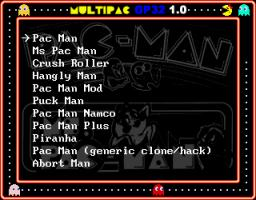 MULTIPAC GP32 1.0
Pac Man
Ms Pac Man
Crush Roller
Hangly Man
Pac Man Mod
Puck Man
Pac Man Namco
Pac Man Plus
Piranha
Pac Man (generic clone/hack)
Abort Man